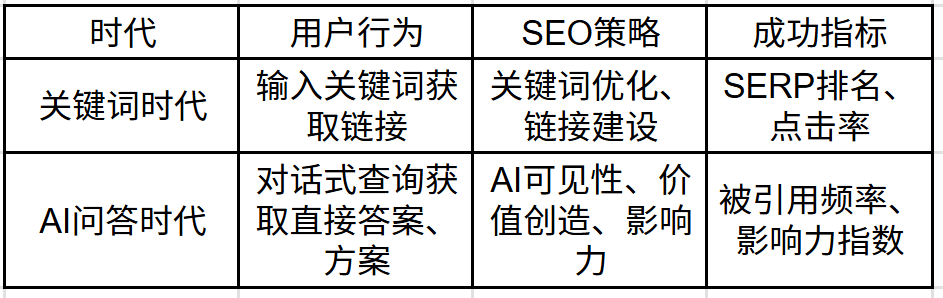 时代 用户行为 SEO策略 成功指标
关键词时代
输入关键词获
取链接
关键词优化、
链接建设
SERP排名、
点击率
AI问答时代
对话式查询获
取直接答案、
方案
AI可见性、价
值创造、影响
力
被引用频率、
影响力指数